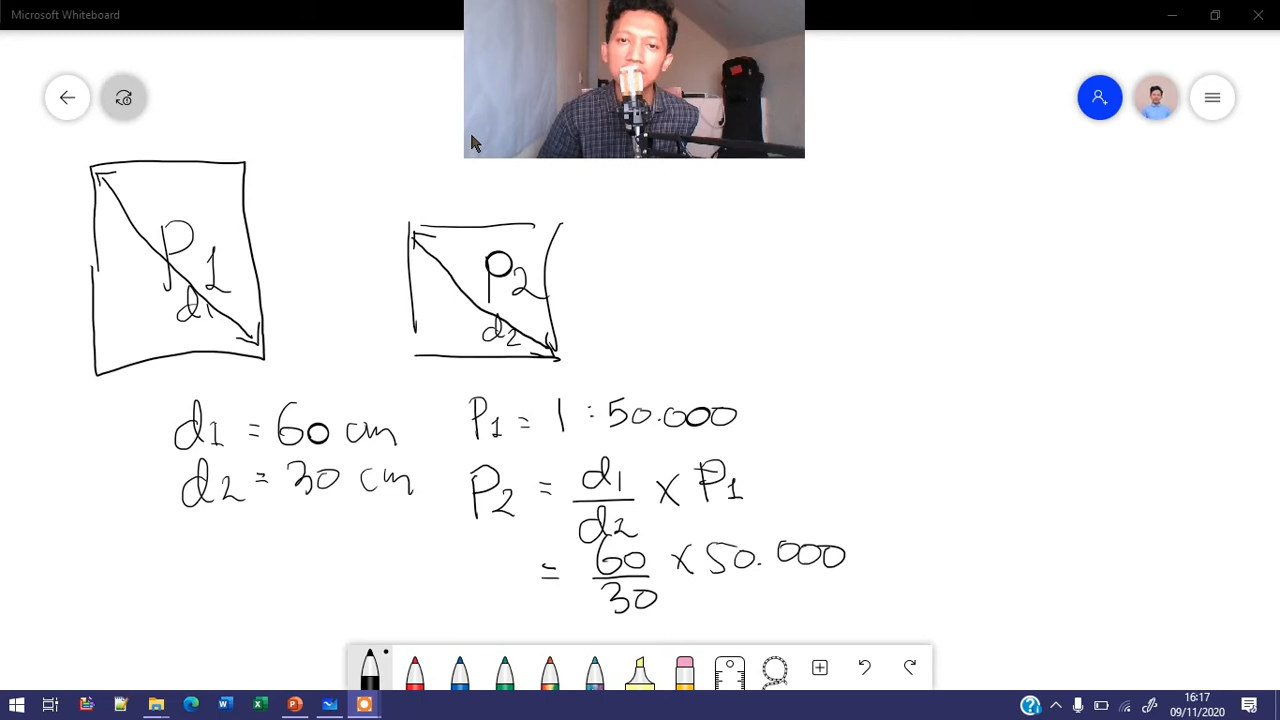 Microsoft Whiteboard
P1
d1
P2
d2
d1 = 60 cm
d2 = 30 cm
P1 = 1 : 50.000
P2 = d1 / d2 x P1
= 60 / 30 x 50.000
16:17
09/11/2020